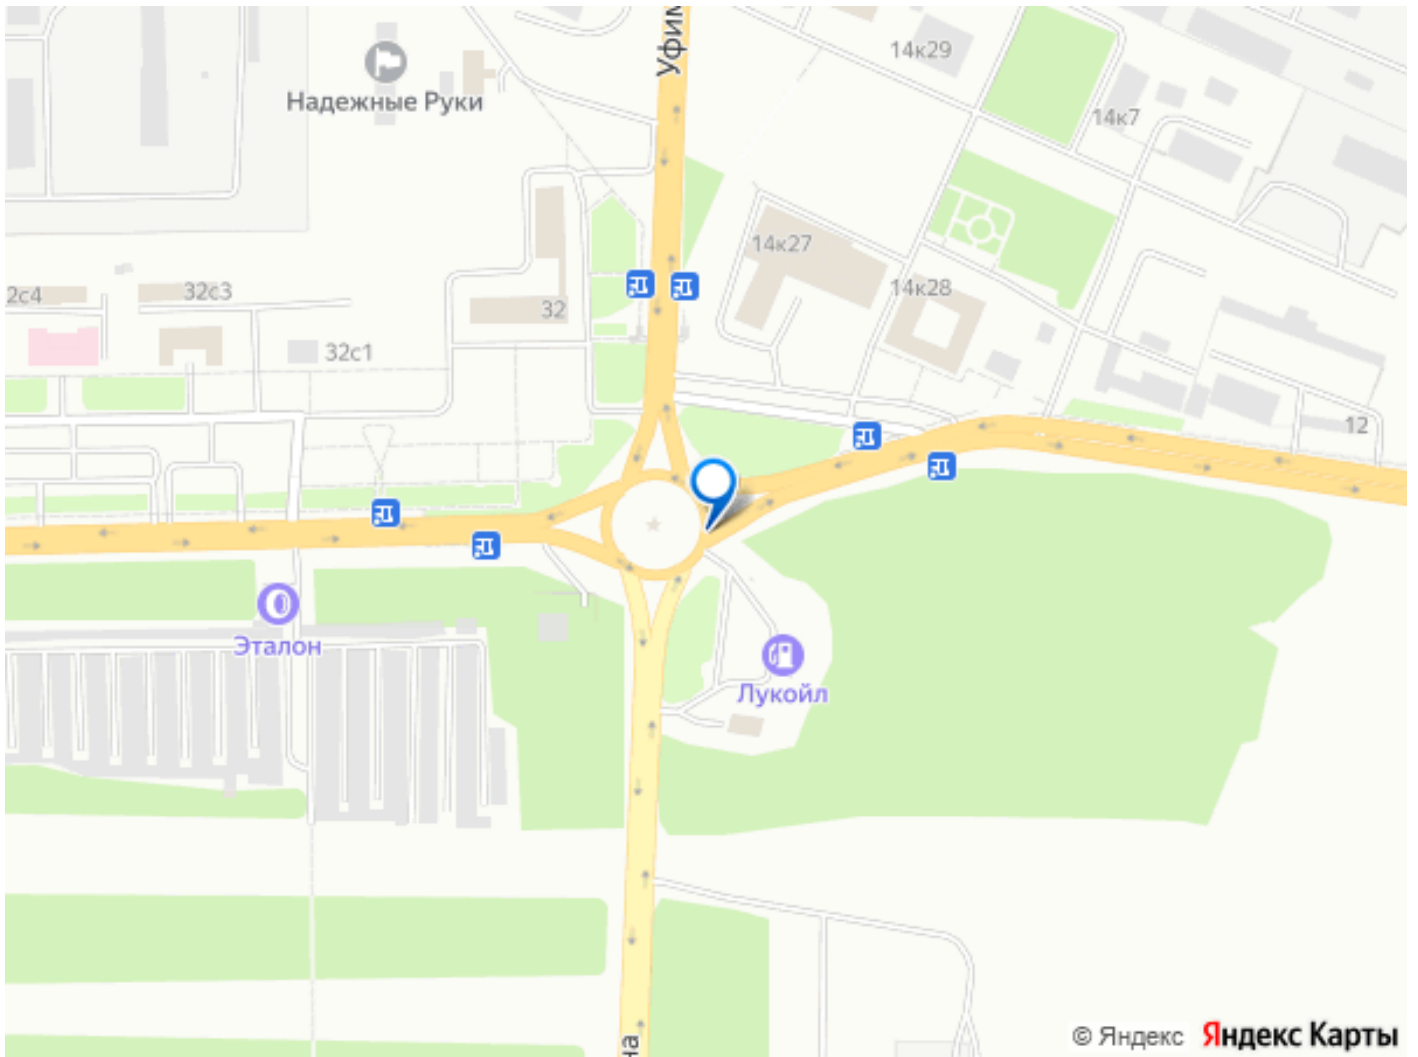 Уфим
14к29
Надежные Руки
14к7
14к27
14к28
2с4
32с3
32
32с1
12
Эталон
Лукойл
на
© Яндекс Яндекс Карты